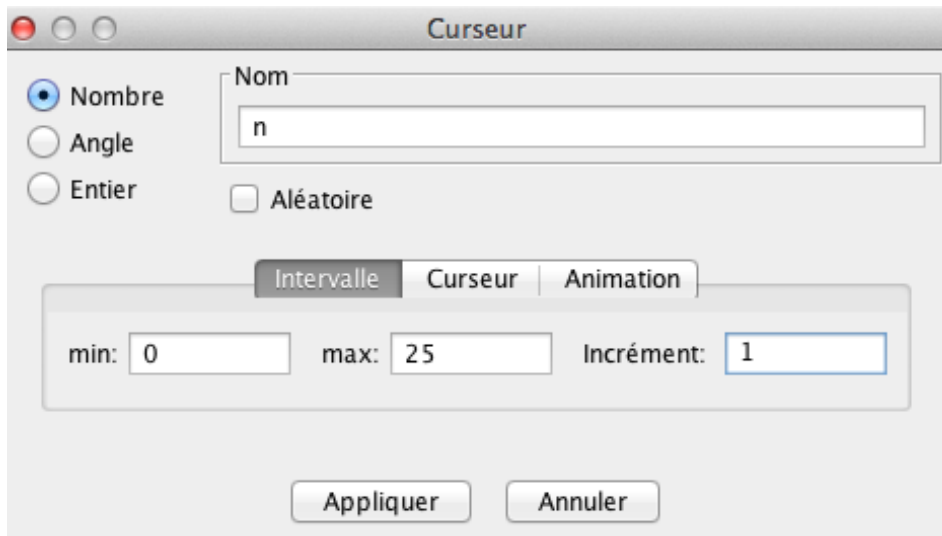 Curseur
Nombre
Angle
Entier
Nom
n
Aléatoire
Intervalle Curseur Animation
min: 0 max: 25 Incrément: 1
Appliquer Annuler